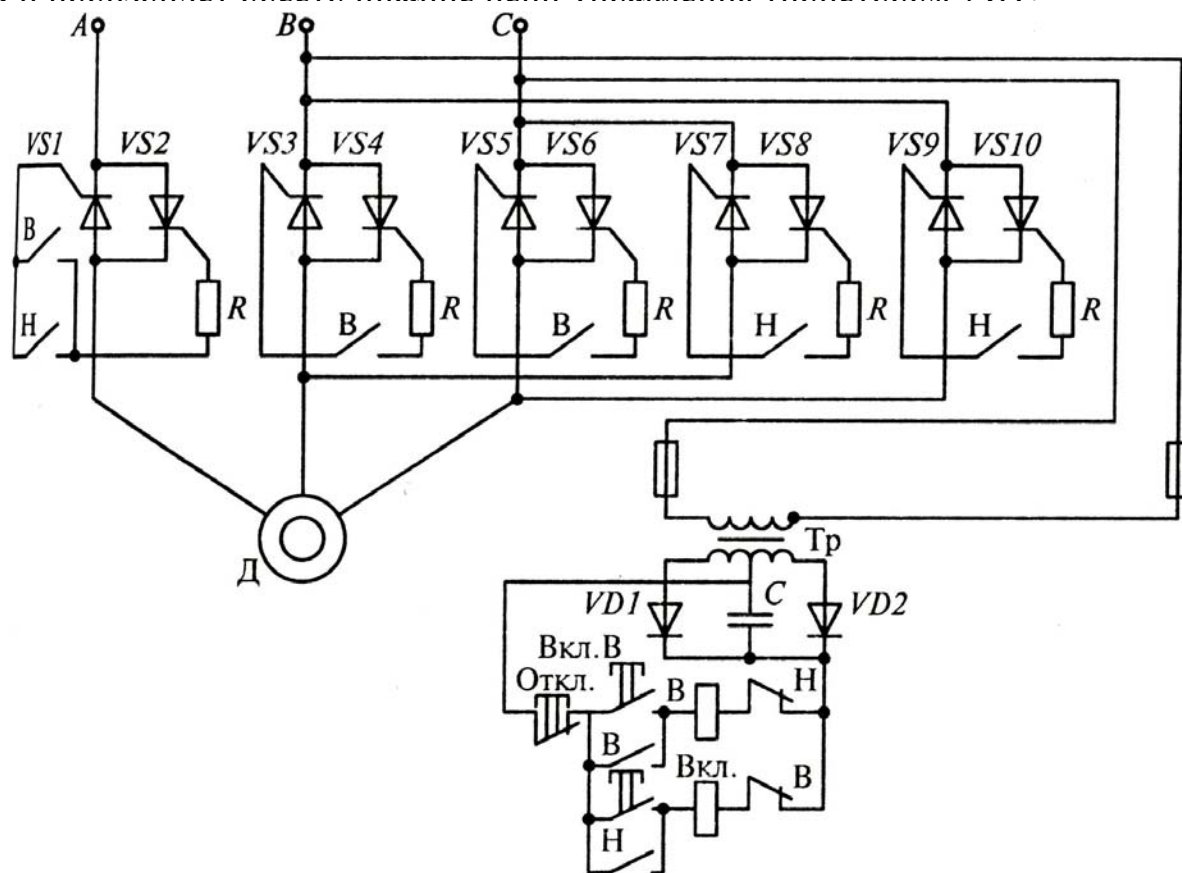 A B C
VS1 VS2 VS3 VS4 VS5 VS6 VS7 VS8 VS9 VS10
В
Н R В R В R Н R Н R
Д
Тр
VD1 C VD2
Вкл.В
Откл. В Н
В Вкл. В
Н